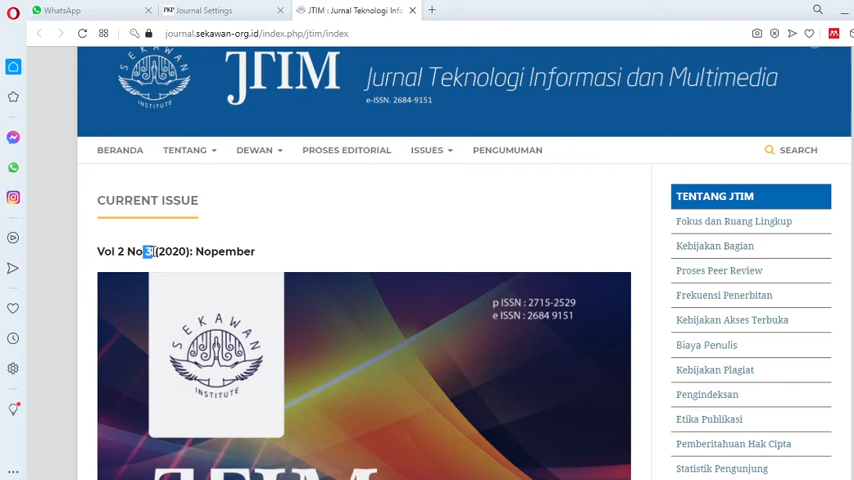 WhatsApp
PKP Journal Settings
JTIM : Jurnal Teknologi Info
journal.sekawan-org.id/index.php/jtim/index
SEKAWAN
INSTITUTE
JTIM
Jurnal Teknologi Informasi dan Multimedia
e-ISSN. 2684-9151
BERANDA TENTANG DEWAN PROSES EDITORIAL ISSUES PENGUMUMAN SEARCH
CURRENT ISSUE
Vol 2 No 3 (2020): Nopember
p ISSN : 2715-2529
e ISSN : 2684 9151
SEKAWAN
INSTITUTE
JTIM
TENTANG JTIM
Fokus dan Ruang Lingkup
Kebijakan Bagian
Proses Peer Review
Frekuensi Penerbitan
Kebijakan Akses Terbuka
Biaya Penulis
Kebijakan Plagiat
Pengindeksan
Etika Publikasi
Pemberitahuan Hak Cipta
Statistik Pengunjung